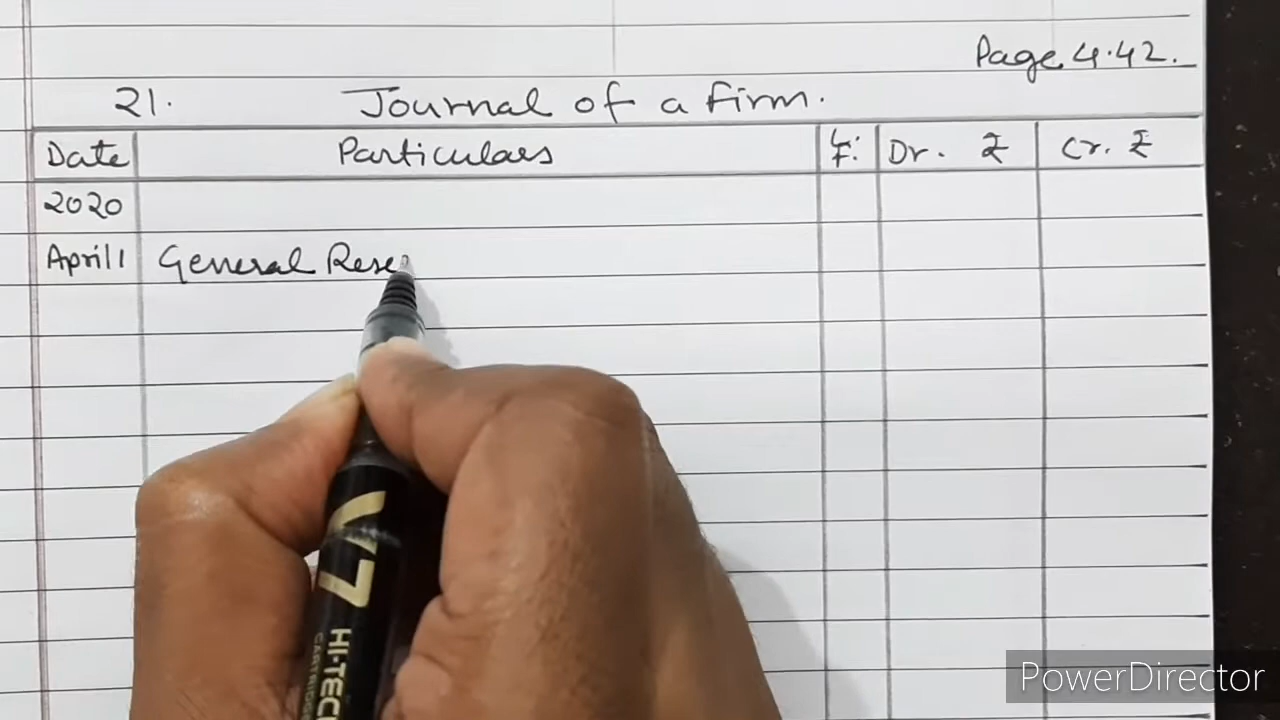 Page 4.42.
21. Journal of a firm.
Date Particulars L.F. Dr. ₹ Cr. ₹
2020
April 1 General Rese
V7
HI-TEC
CARTRIDGE
PowerDirector